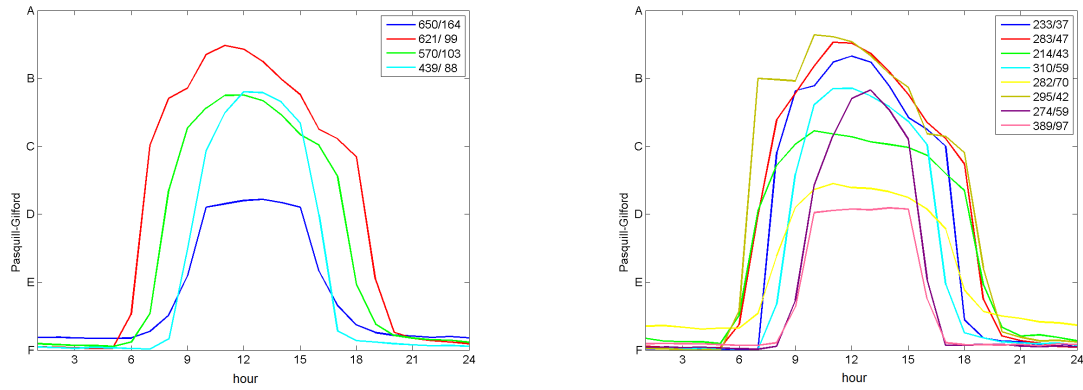 A
B
C
D
E
F
Pasquill-Gilford
3 6 9 12 15 18 21 24
hour
650/164
621/ 99
570/103
439/ 88
A
B
C
D
E
F
Pasquill-Gilford
3 6 9 12 15 18 21 24
hour
233/37
283/47
214/43
310/59
282/70
295/42
274/59
389/97